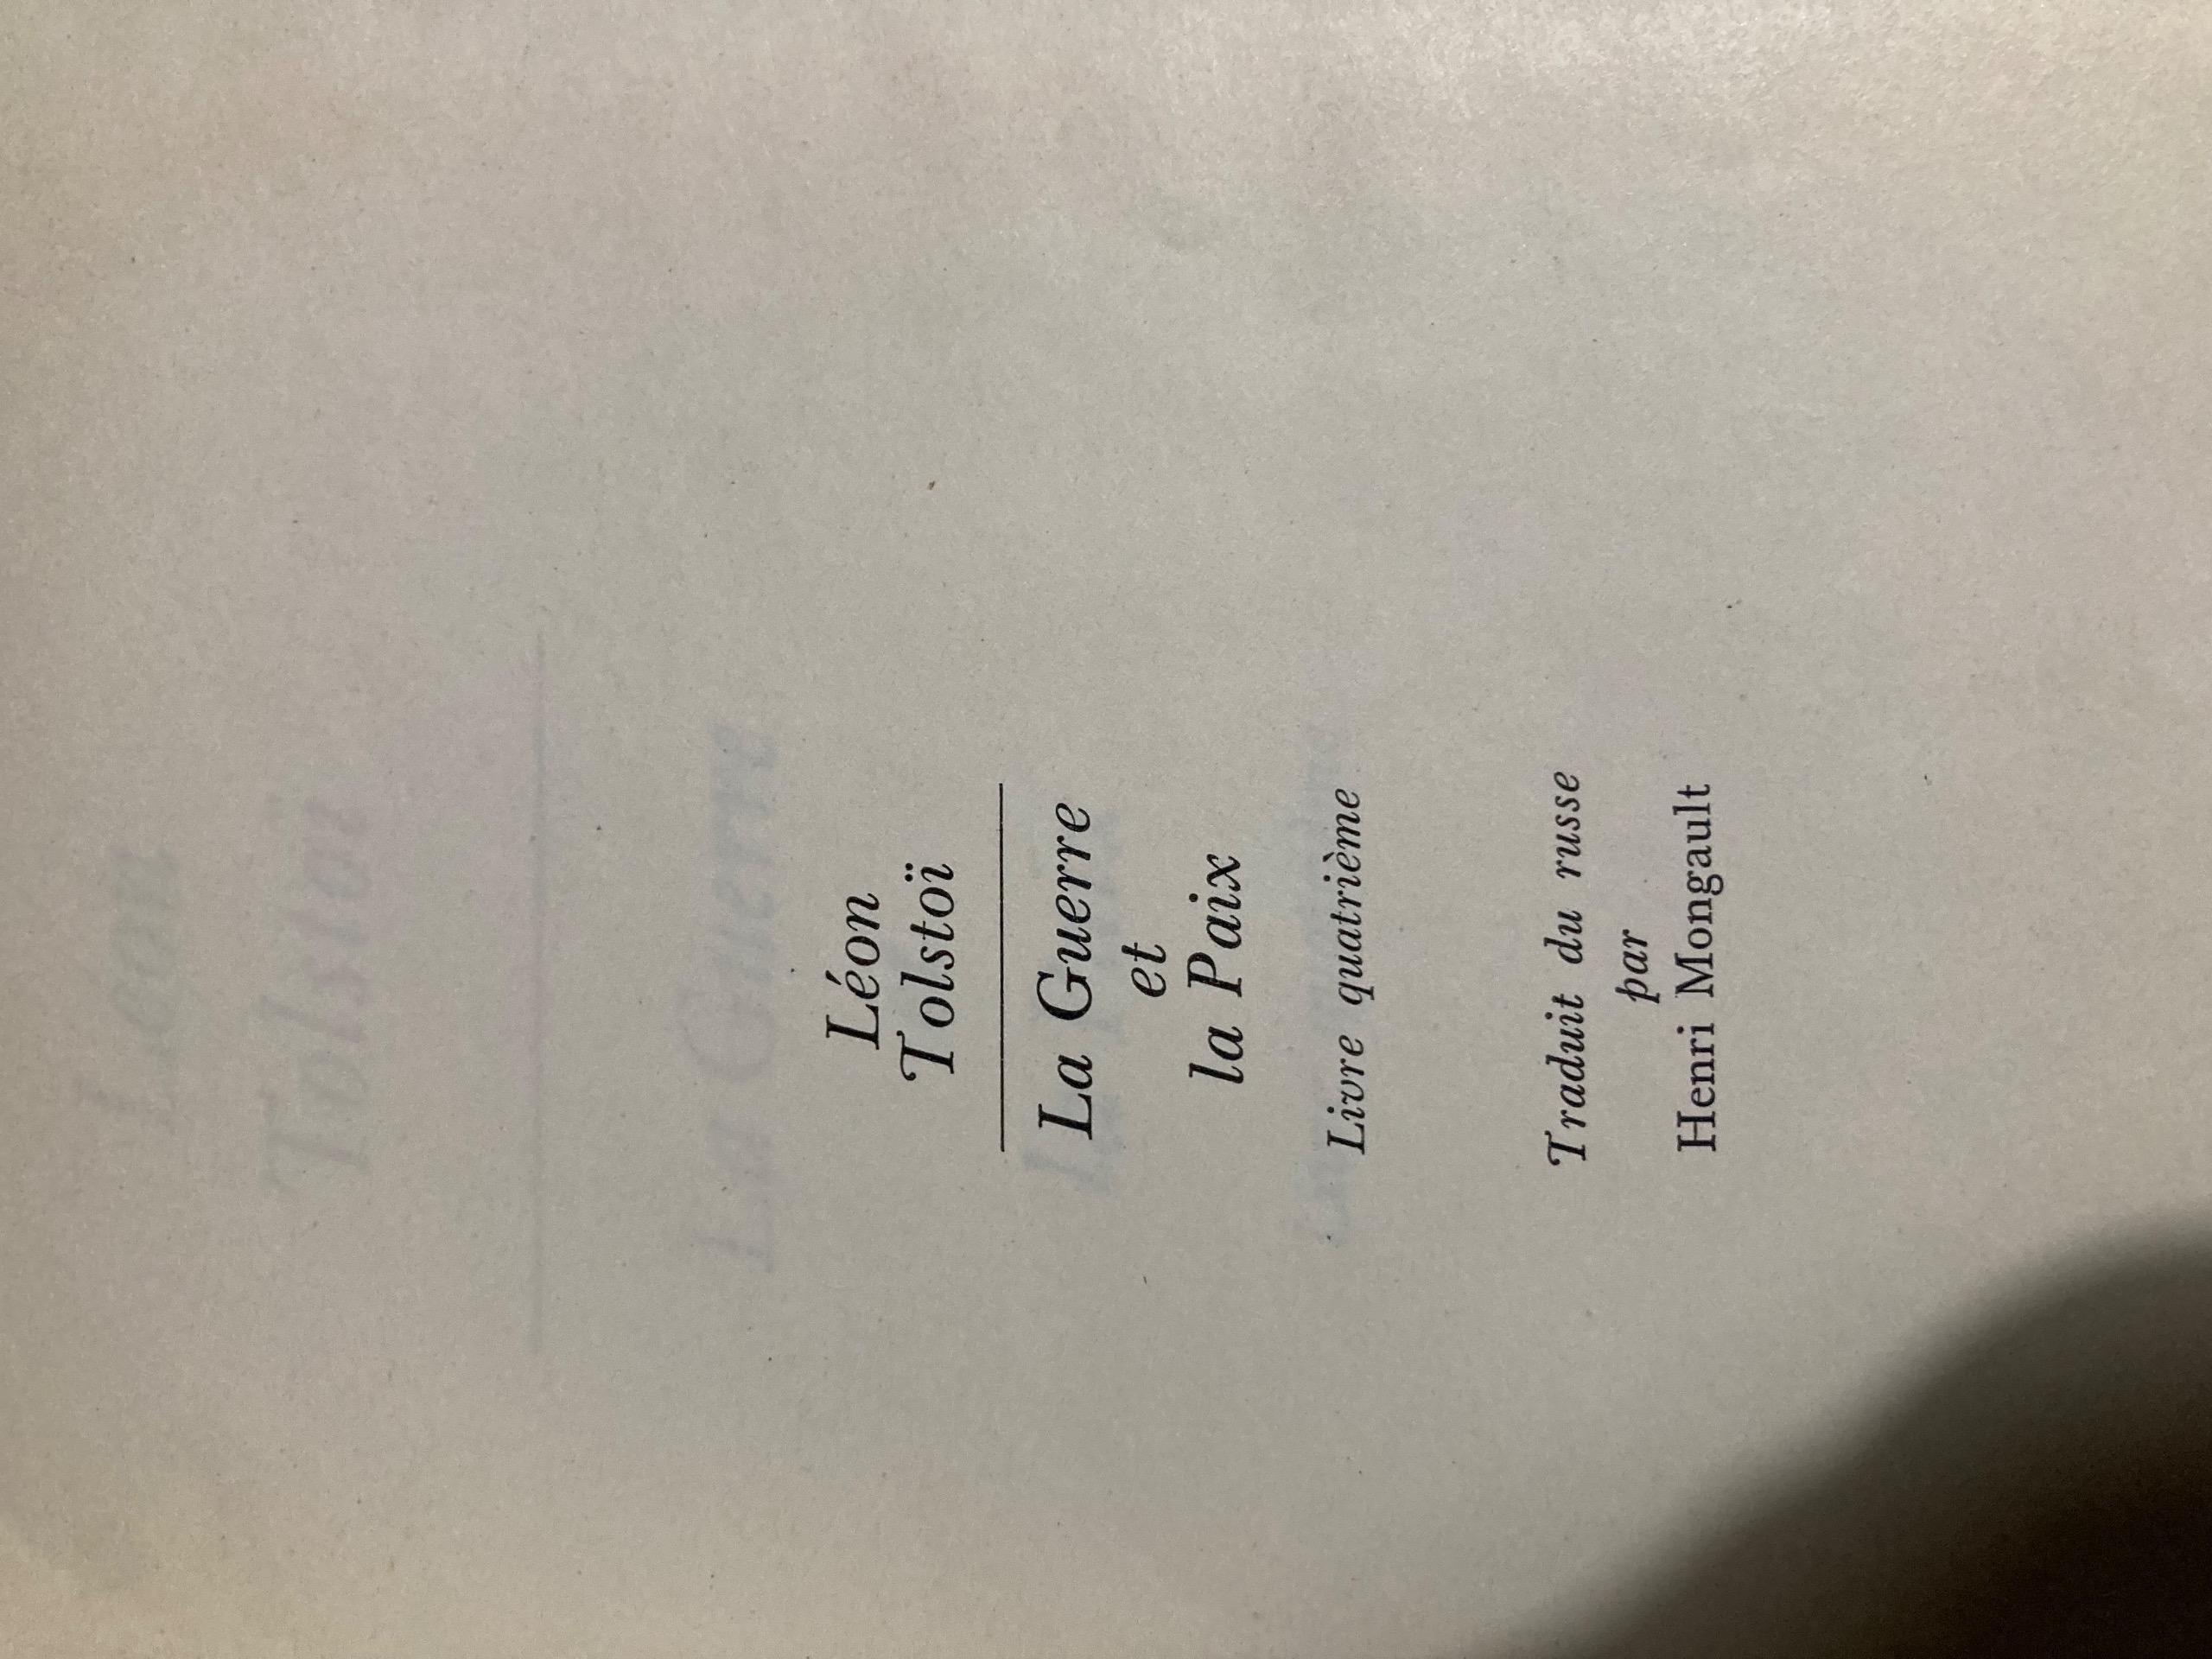 Léon
Tolstoï
La Guerre
et
la Paix
Livre quatrième
Traduit du russe
par
Henri Mongault